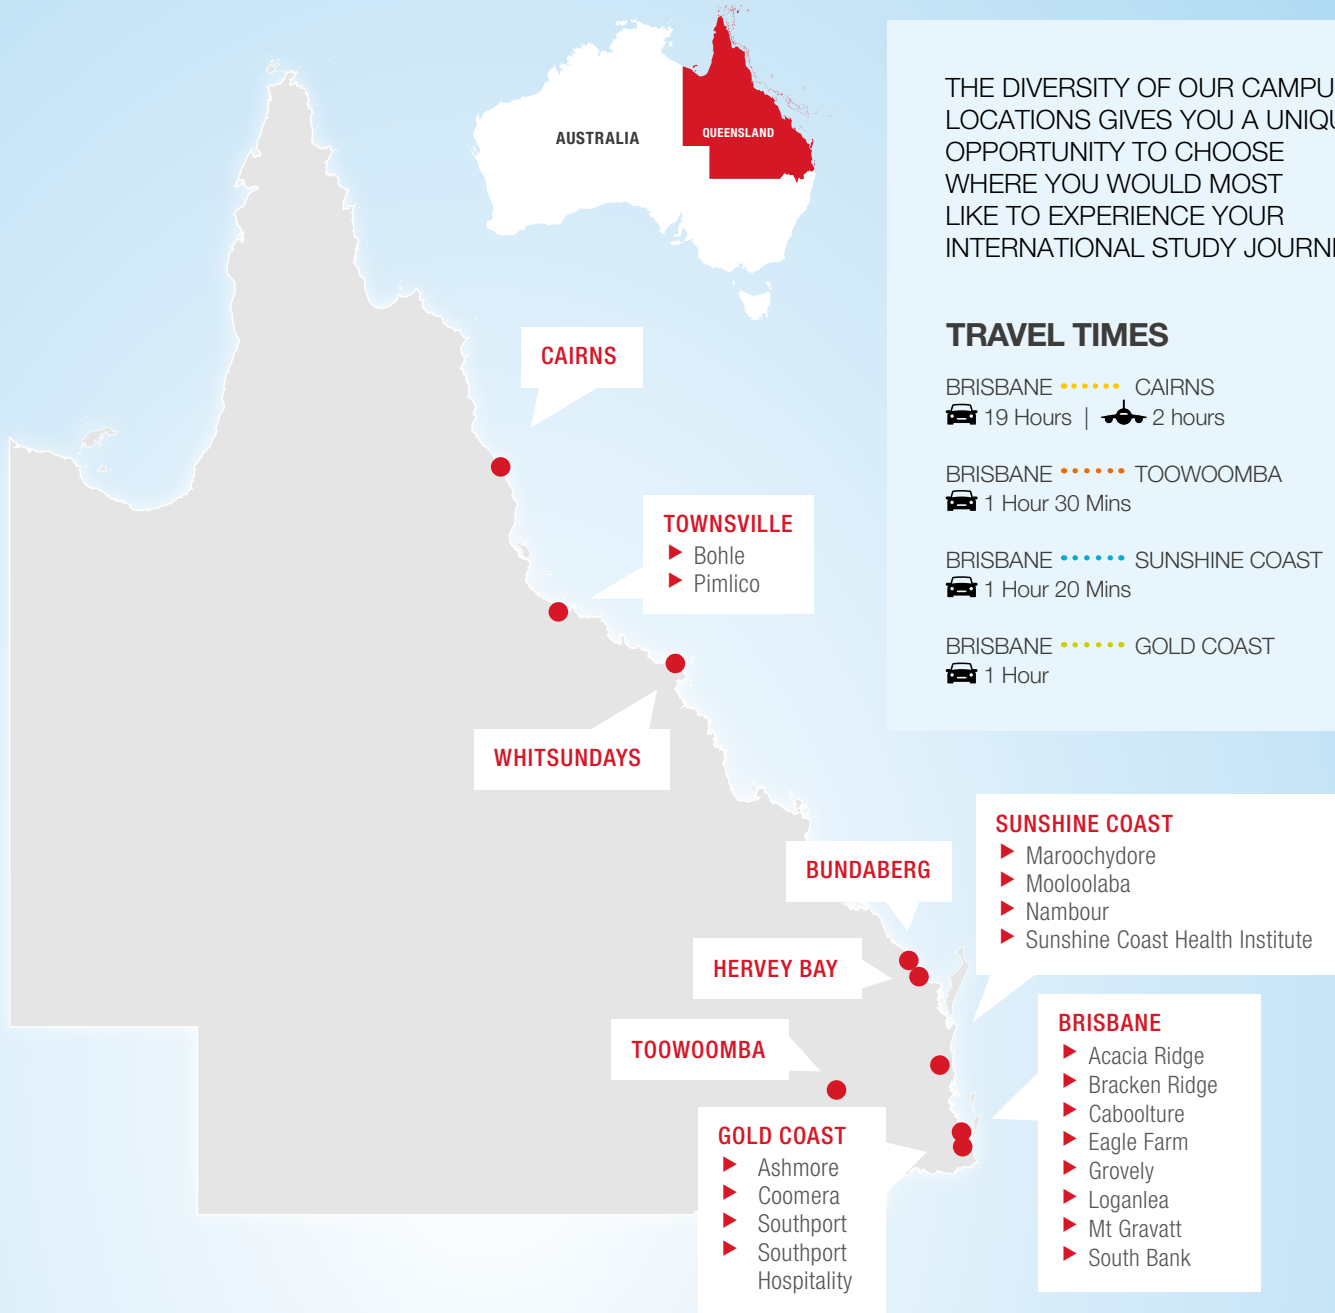 AUSTRALIA
QUEENSLAND
THE DIVERSITY OF OUR CAMPU
LOCATIONS GIVES YOU A UNIQU
OPPORTUNITY TO CHOOSE
WHERE YOU WOULD MOST
LIKE TO EXPERIENCE YOUR
INTERNATIONAL STUDY JOURN
TRAVEL TIMES
BRISBANE ······ CAIRNS
19 Hours | 2 hours
BRISBANE ······ TOOWOOMBA
1 Hour 30 Mins
BRISBANE ······ SUNSHINE COAST
1 Hour 20 Mins
BRISBANE ······ GOLD COAST
1 Hour
CAIRNS
TOWNSVILLE
Bohle
Pimlico
WHITSUNDAYS
BUNDABERG
HERVEY BAY
TOOWOOMBA
GOLD COAST
Ashmore
Coomera
Southport
Southport
Hospitality
SUNSHINE COAST
Maroochydore
Mooloolaba
Nambour
Sunshine Coast Health Institute
BRISBANE
Acacia Ridge
Bracken Ridge
Caboolture
Eagle Farm
Grovely
Loganlea
Mt Gravatt
South Bank